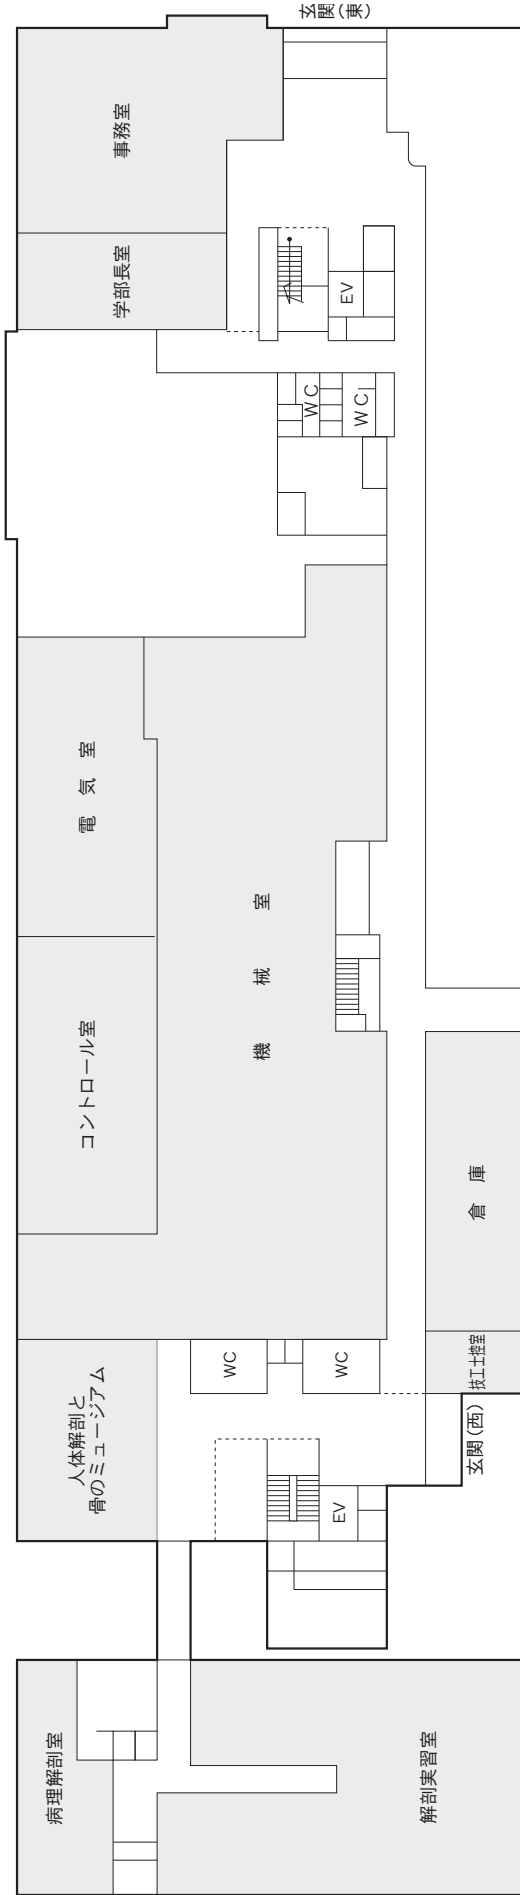 玄関(東)
事務室
学部長室
EV
WC
WC
電気室
機械室
コントロール室
倉庫
技工士控室
玄関(西)
WC
WC
人体解剖と
骨のミュージアム
EV
病理解剖室
解剖実習室